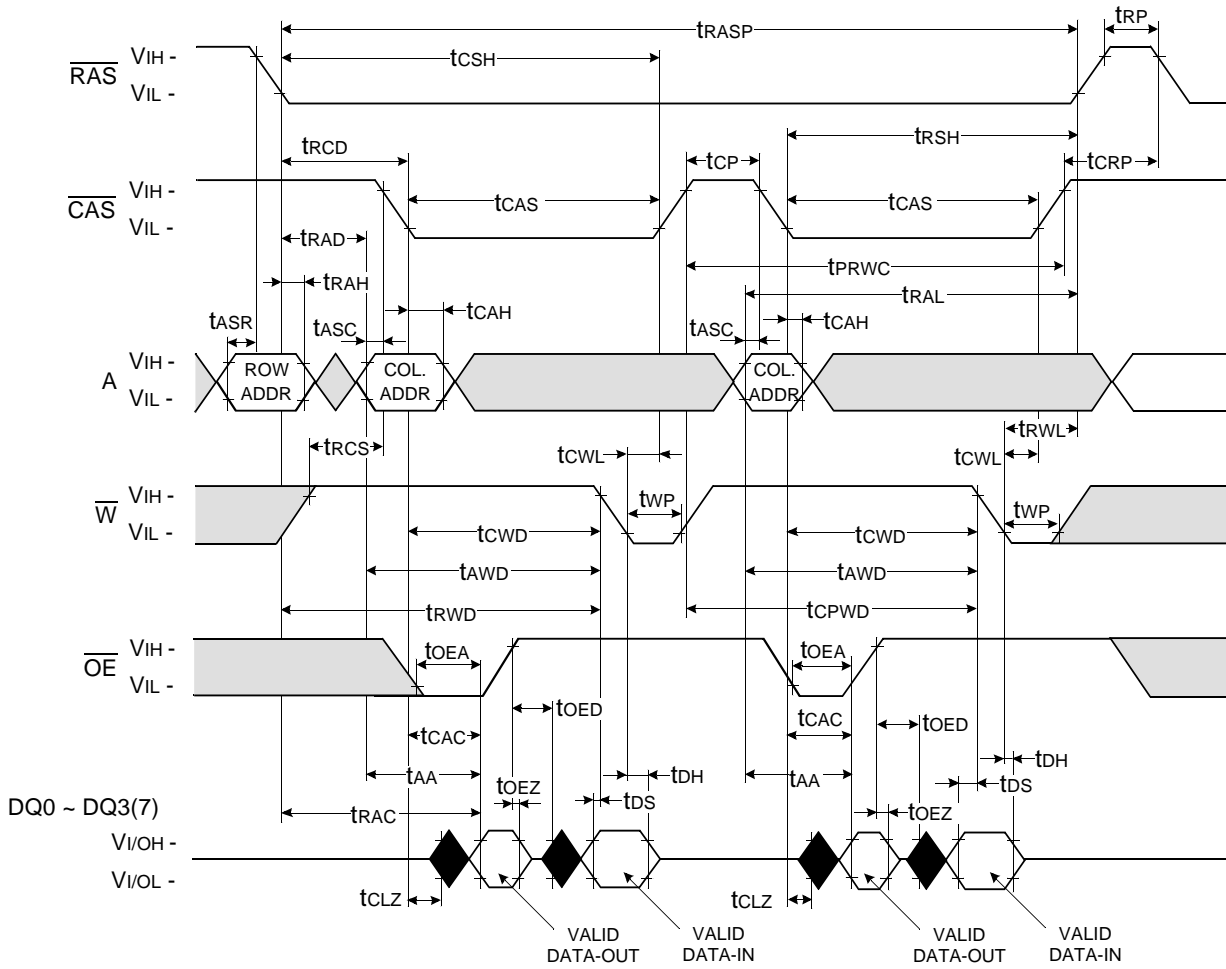 tRASP
tRP
VIH -
RAS
VIL -
tCSH
tRSH
tRCD
tCP
tCRP
VIH -
CAS
VIL -
tCAS
tCAS
tRAD
tPRWC
tRAH
tRAL
tASR
tASC
tCAH
tASC
tCAH
VIH -
A
VIL -
ROW
ADDR
COL.
ADDR
COL.
ADDR
tRCS
tRWL
tCWL
tCWL
VIH -
W
VIL -
tWP
tWP
tCWD
tCWD
tAWD
tAWD
tRWD
tCPWD
VIH -
OE
VIL -
tOEA
tOEA
tOED
tOED
tCAC
tCAC
tAA
tAA
tDH
tDH
tOEZ
tDS
tOEZ
tDS
tRAC
DQ0 ~ DQ3(7)
VI/OH -
VI/OL -
tCLZ
tCLZ
VALID
DATA-OUT
VALID
DATA-IN
VALID
DATA-OUT
VALID
DATA-IN